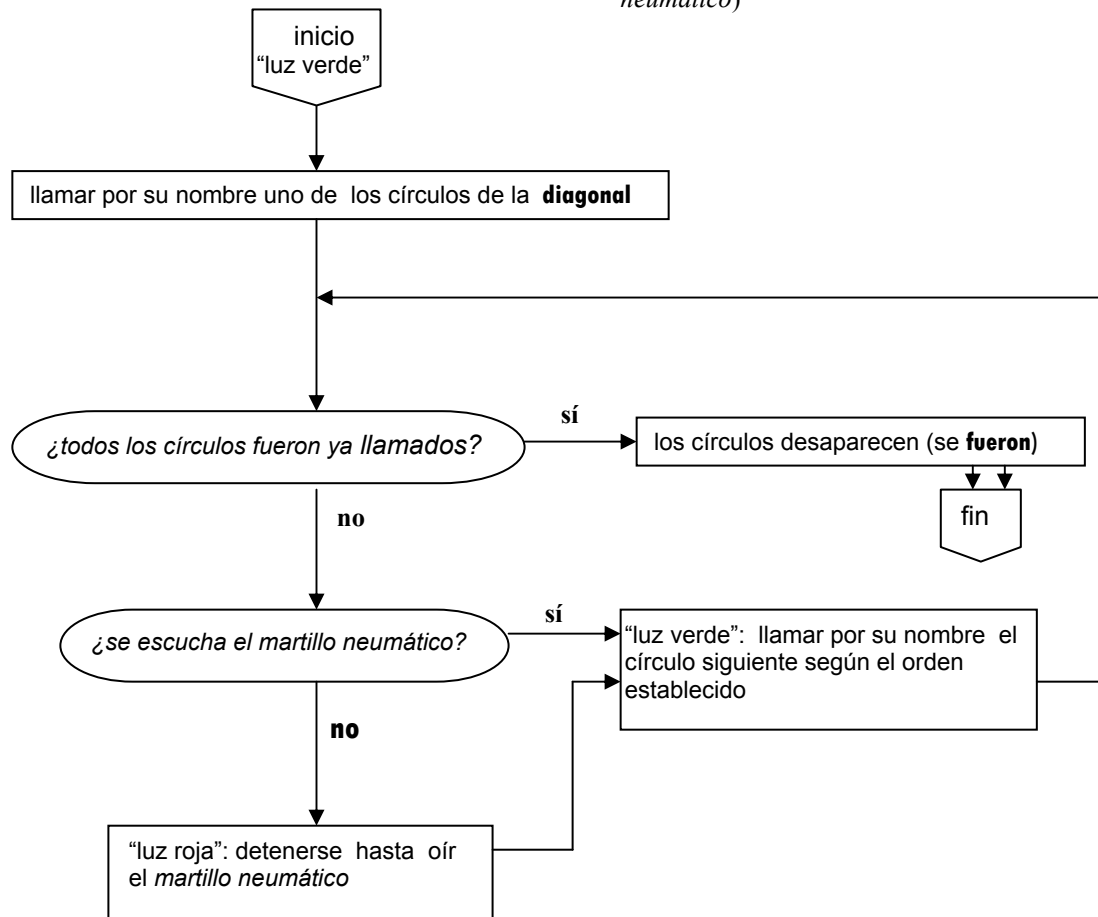 neumático)
inicio
“luz verde”
llamar por su nombre uno de los círculos de la diagonal
¿todos los círculos fueron ya llamados?
sí
los círculos desaparecen (se fueron)
fin
no
¿se escucha el martillo neumático?
sí
“luz verde”: llamar por su nombre el
círculo siguiente según el orden
establecido
no
“luz roja”: detenerse hasta oír
el martillo neumático